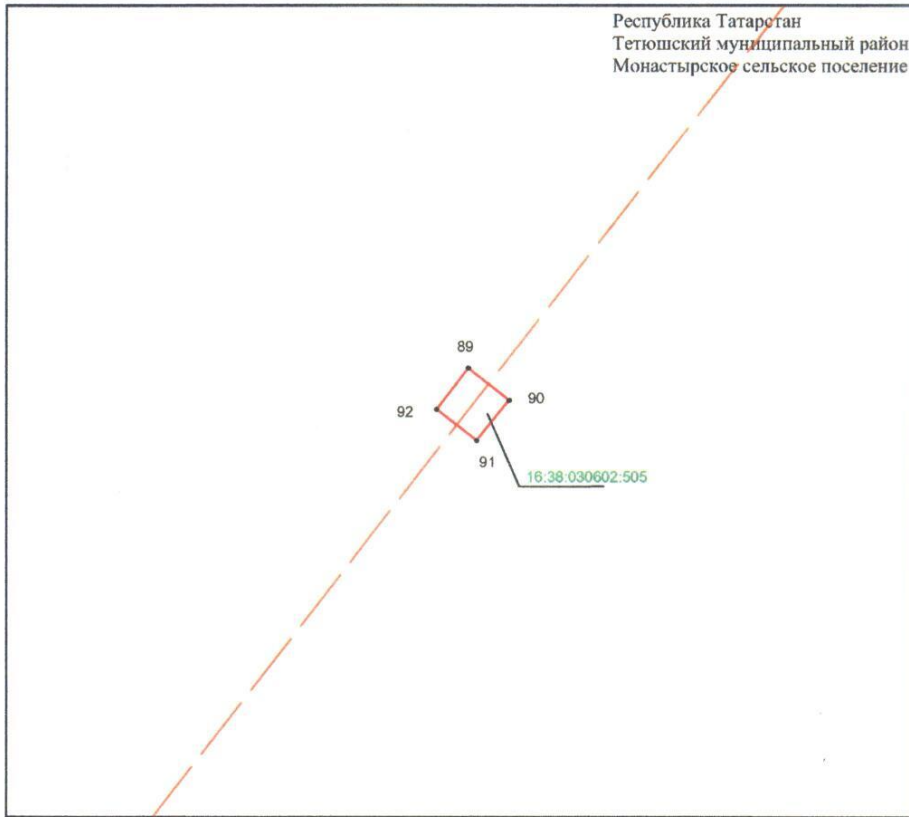 Республика Татарстан
Тетюшский муниципальный район
Монастырское сельское поселение
89
90
92
91
16:38:030602:505